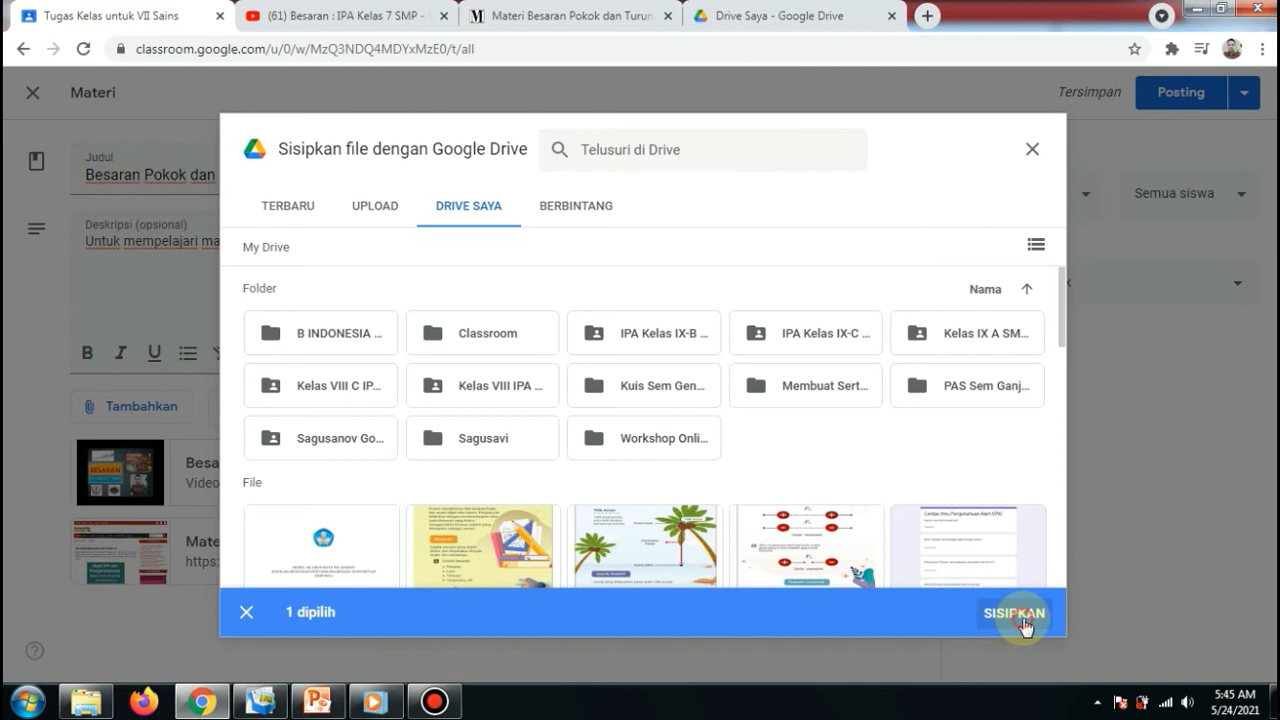 Tugas Kelas untuk VII Sains
(61) Besaran : IPA Kelas 7 SMP -
Materi Besaran Pokok dan Turun
Drive Saya - Google Drive
classroom.google.com/u/0/w/MzQ3NDQ4MDYxMzE0/t/all
Materi
Tersimpan
Posting
Judul
Besaran Pokok dan
Semua siswa
Deskripsi (opsional)
Untuk mempelajari ma
B I U
Tambahkan
Besa
Video
Mate
https:
Sisipkan file dengan Google Drive
Telusuri di Drive
TERBARU
UPLOAD
DRIVE SAYA
BERBINTANG
My Drive
Folder
Nama
B INDONESIA ...
Classroom
IPA Kelas IX-B ...
IPA Kelas IX-C ...
Kelas IX A SM...
Kelas VIII C IP...
Kelas VIII IPA ...
Kuis Sem Gen...
Membuat Sert...
PAS Sem Ganj...
Sagusanov Go...
Sagusavi
Workshop Onli...
File
1 dipilih
SISIPKAN
5:45 AM
5/24/2021